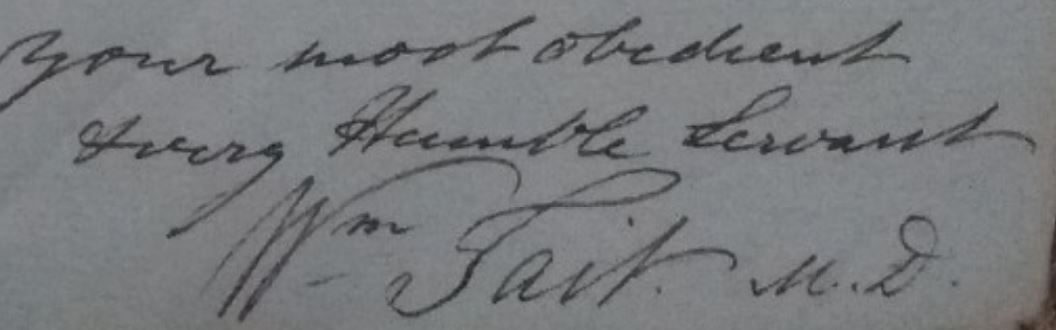 your most obedient
& very Humble Servant
Wm Tait. M.D.